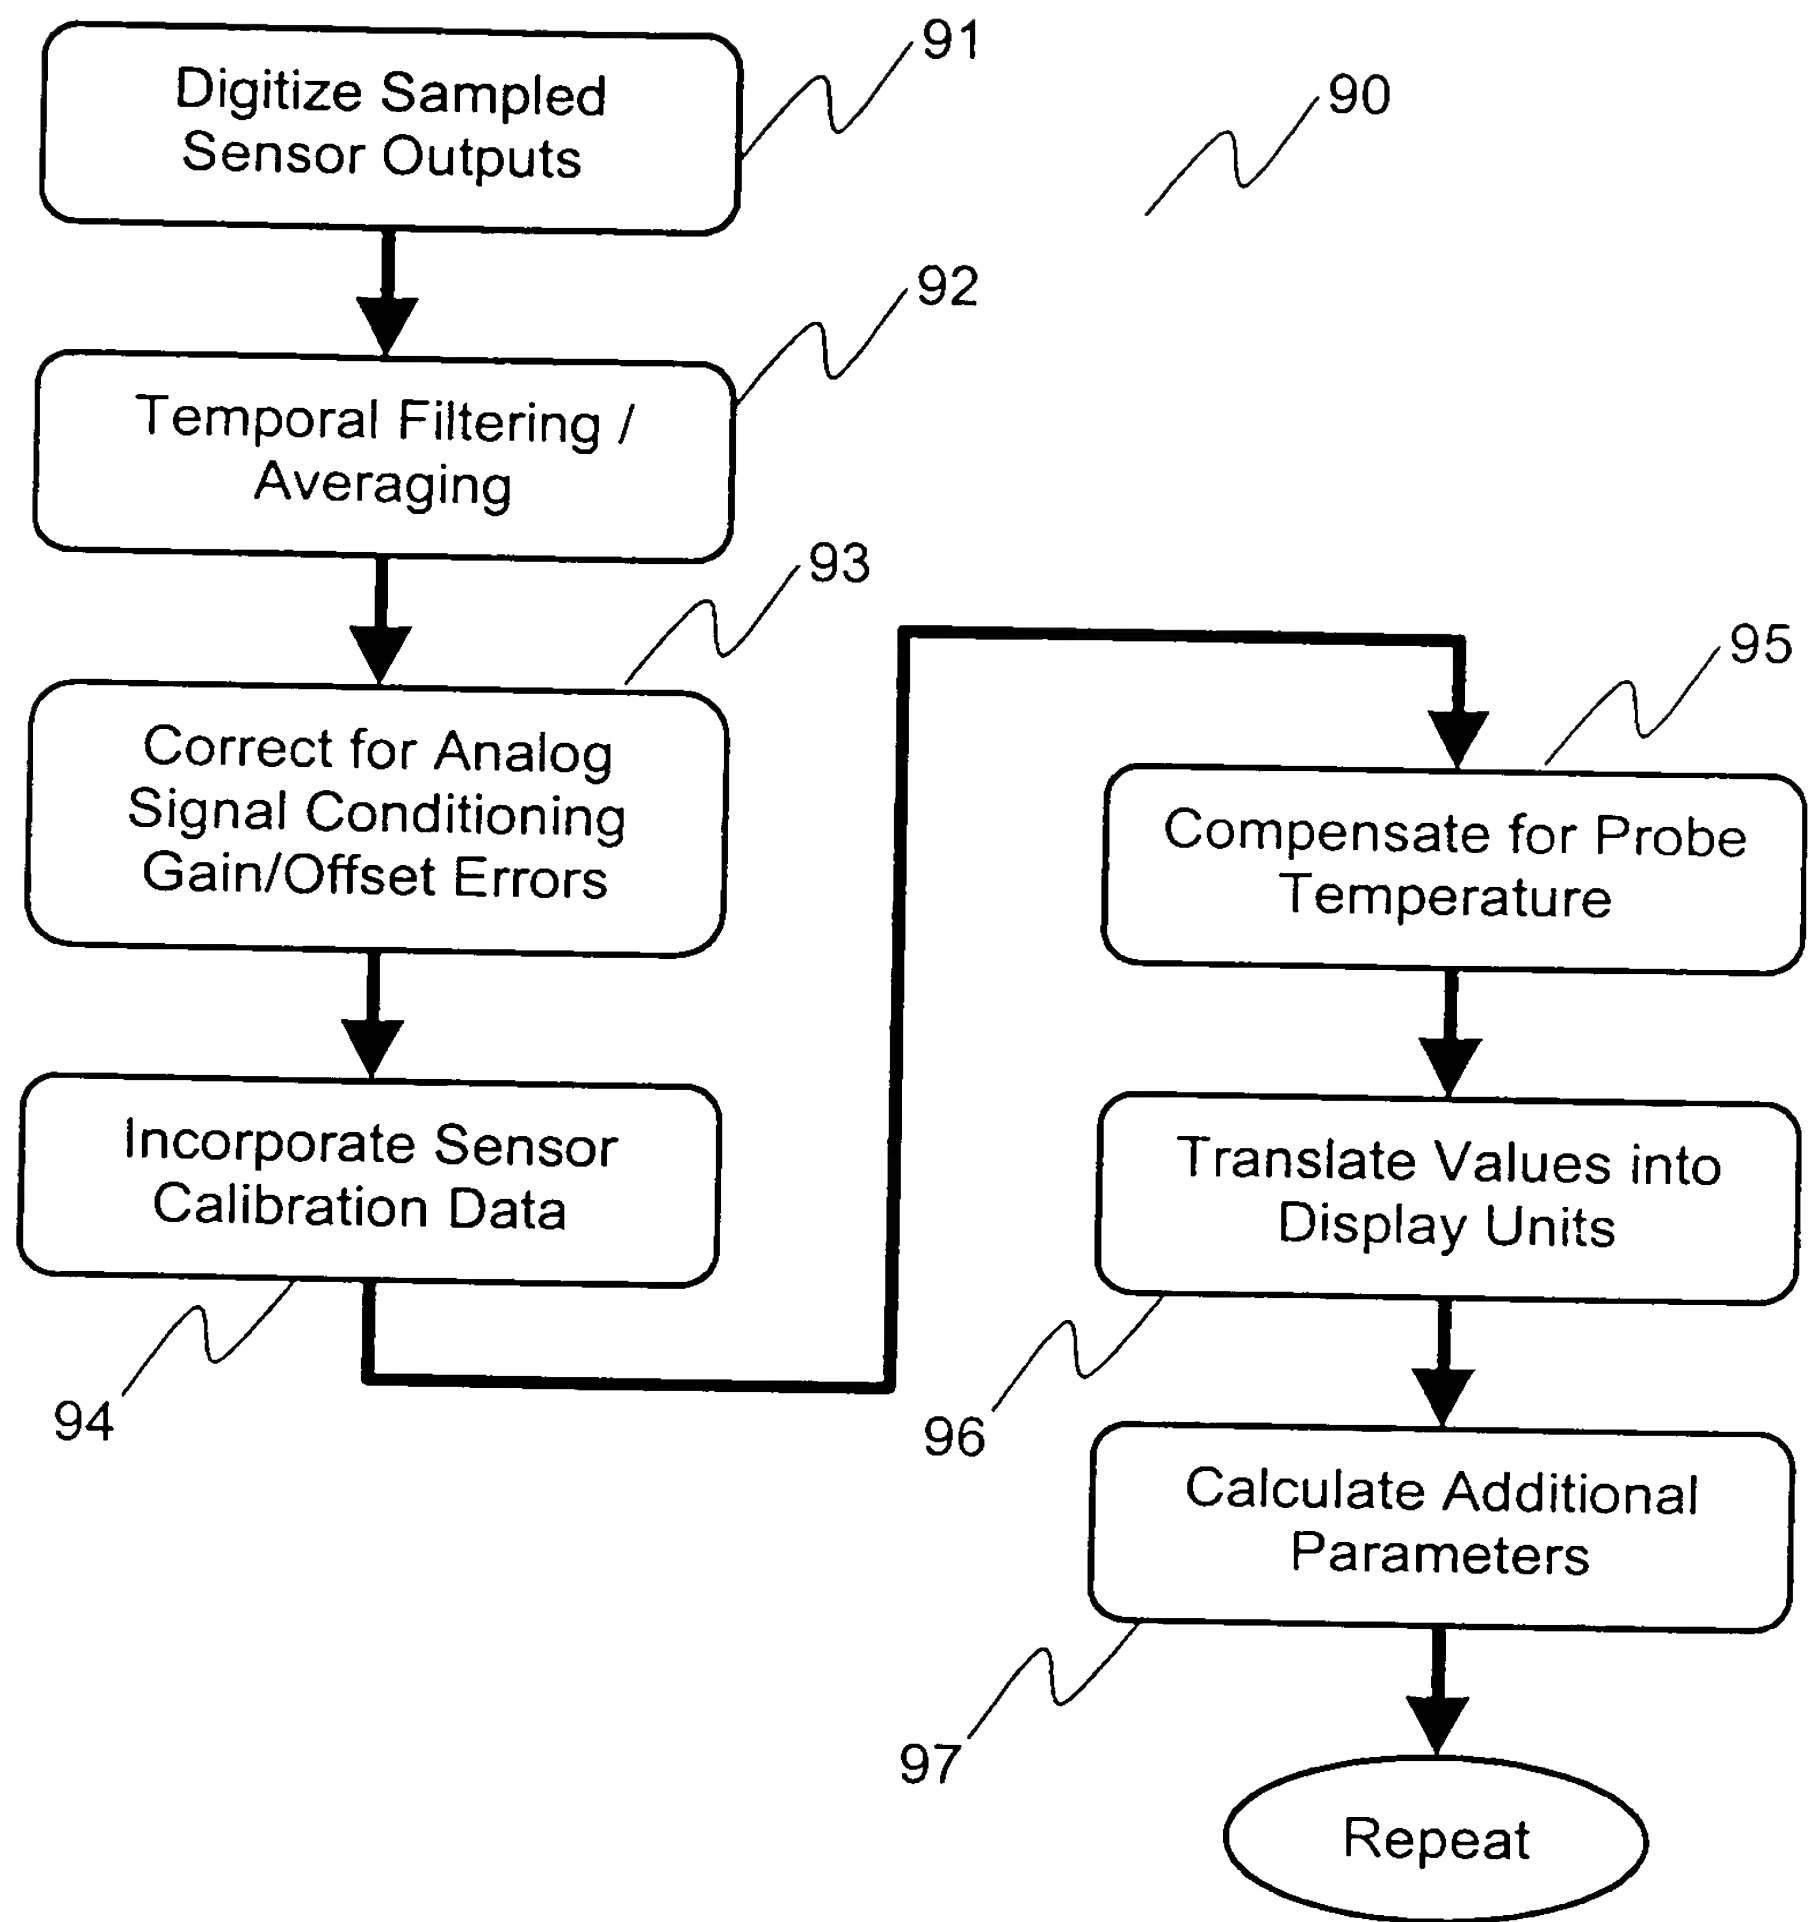 Digitize Sampled
Sensor Outputs
91
90
Temporal Filtering /
Averaging
92
Correct for Analog
Signal Conditioning
Gain/Offset Errors
93
Incorporate Sensor
Calibration Data
94
Compensate for Probe
Temperature
95
Translate Values into
Display Units
96
Calculate Additional
Parameters
97
Repeat